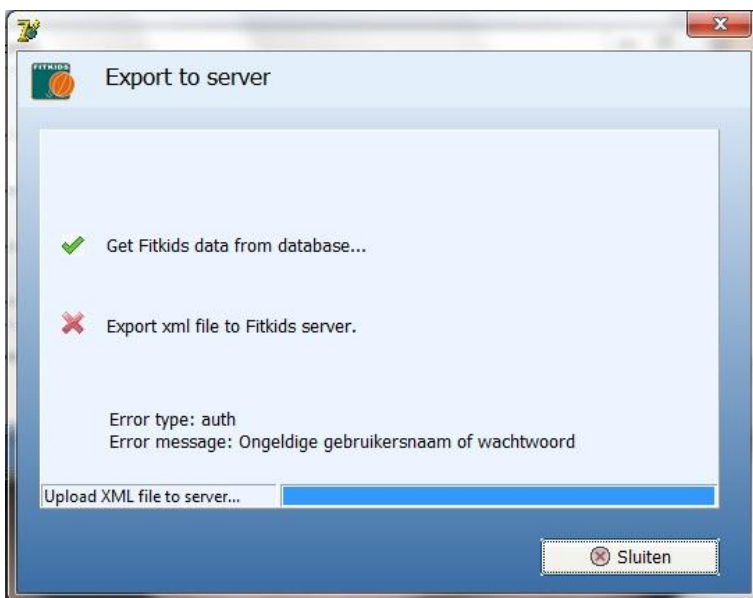 FITKIDS
Export to server
Get Fitkids data from database...
Export xml file to Fitkids server.
Error type: auth
Error message: Ongeldige gebruikersnaam of wachtwoord
Upload XML file to server...
Sluiten